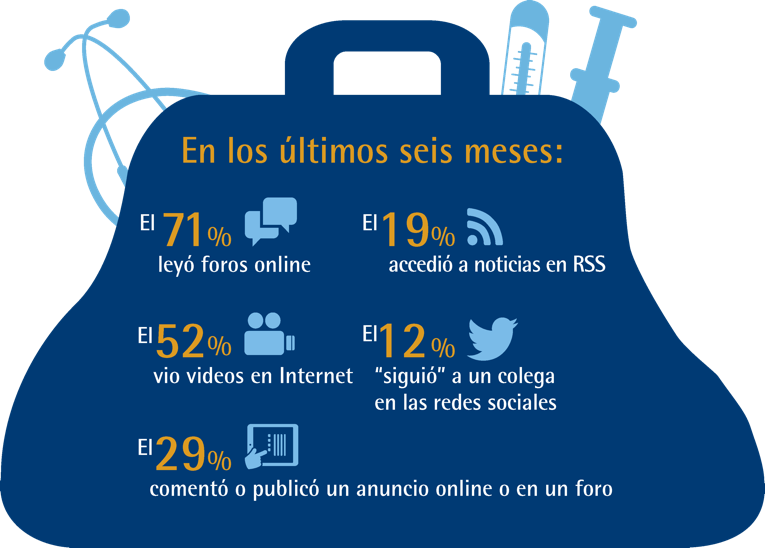 En los últimos seis meses:
El 71%
leyó foros online
El 19%
accedió a noticias en RSS
El 52%
vio videos en Internet
El 12%
“siguió” a un colega
en las redes sociales
El 29%
comentó o publicó un anuncio online o en un foro